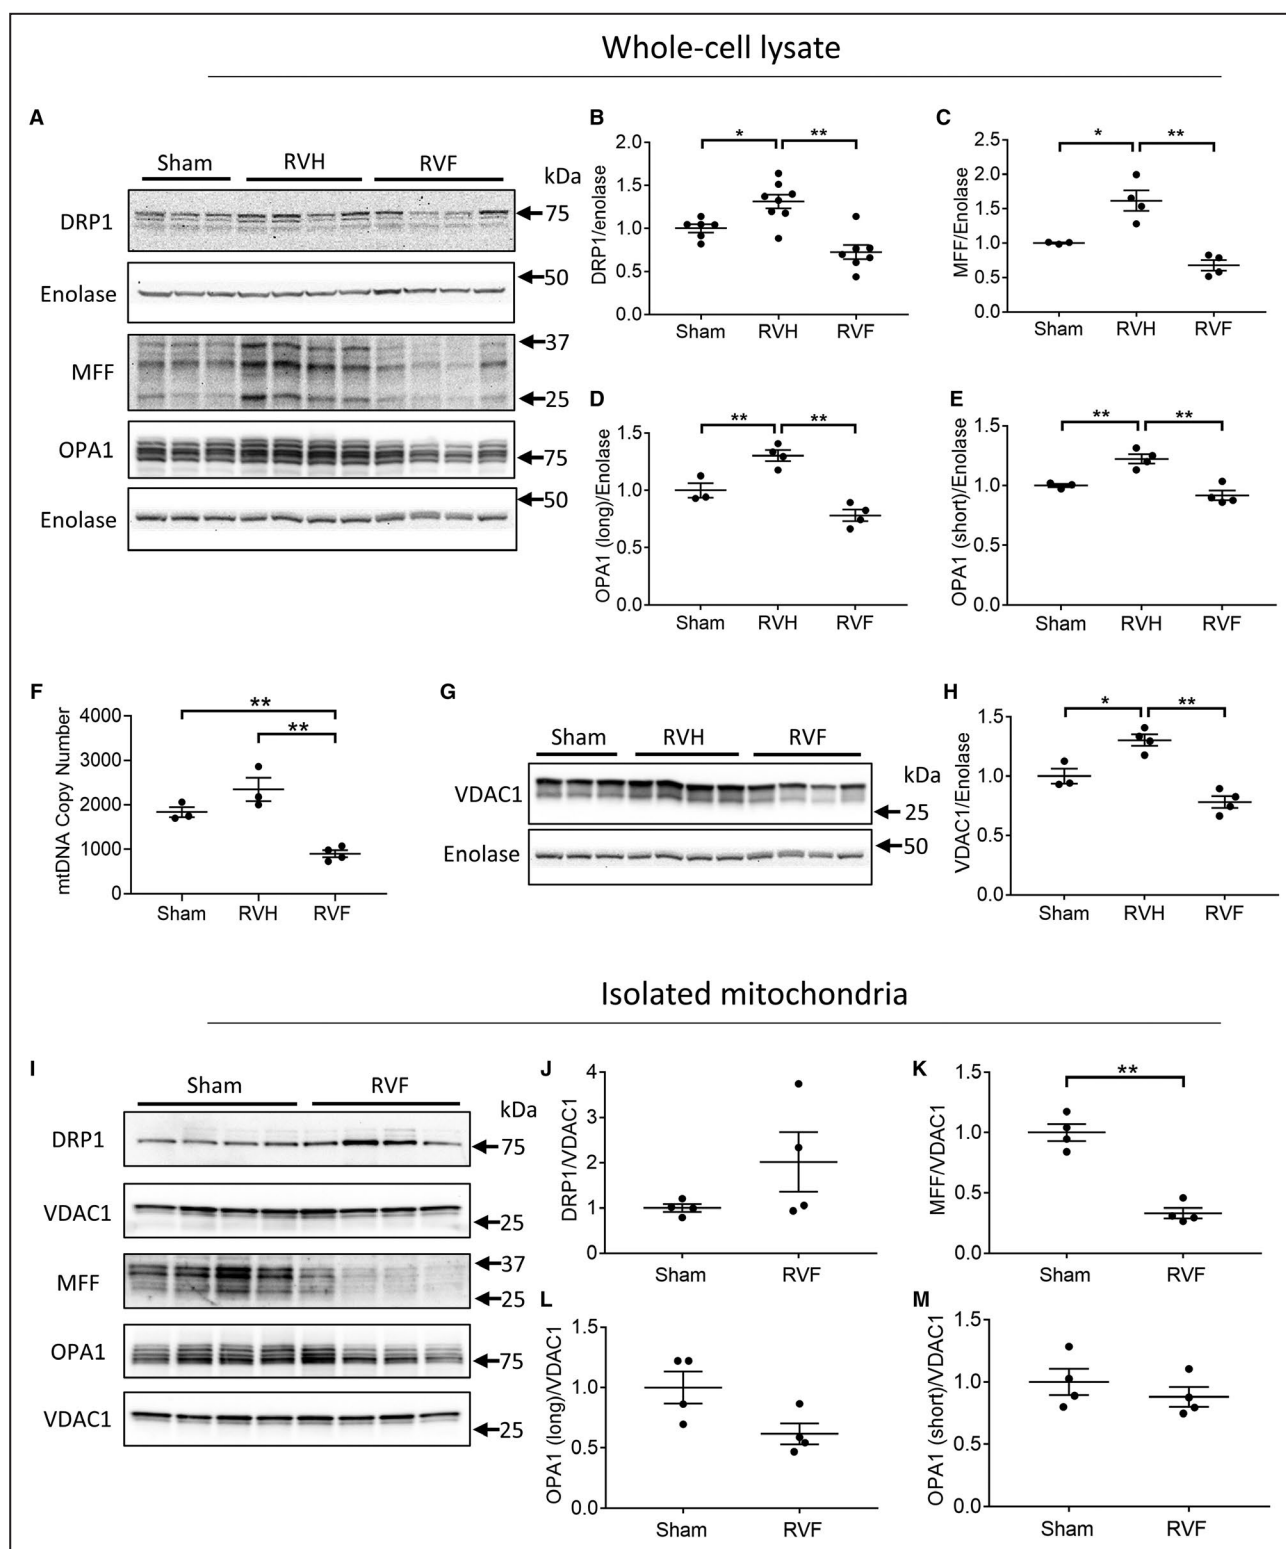 Whole-cell lysate
A
Sham RVH RVF
kDa
DRP1
75
Enolase
50
MFF
37
25
OPA1
75
Enolase
50
B
DRP1/enolase
2.0
1.5
1.0
0.5
0.0
* **
Sham RVH RVF
C
MFF/Enolase
2.5
2.0
1.5
1.0
0.5
0.0
* **
Sham RVH RVF
D
OPA1 (long)/Enolase
1.5
1.0
0.5
0.0
** **
Sham RVH RVF
E
OPA1 (short)/Enolase
1.5
1.0
0.5
0.0
** **
Sham RVH RVF
F
mtDNA Copy Number
4000
3000
2000
1000
0
**
**
Sham RVH RVF
G
Sham RVH RVF
kDa
VDAC1
25
Enolase
50
H
VDAC1/Enolase
1.5
1.0
0.5
0.0
* **
Sham RVH RVF
Isolated mitochondria
I
Sham RVF
kDa
DRP1
75
VDAC1
25
MFF
37
25
OPA1
75
VDAC1
25
J
DRP1/VDAC1
4
3
2
1
0
Sham RVF
K
MFF/VDAC1
1.5
1.0
0.5
0.0
**
Sham RVF
L
OPA1 (long)/VDAC1
1.5
1.0
0.5
0.0
Sham RVF
M
OPA1 (short)/VDAC1
1.5
1.0
0.5
0.0
Sham RVF